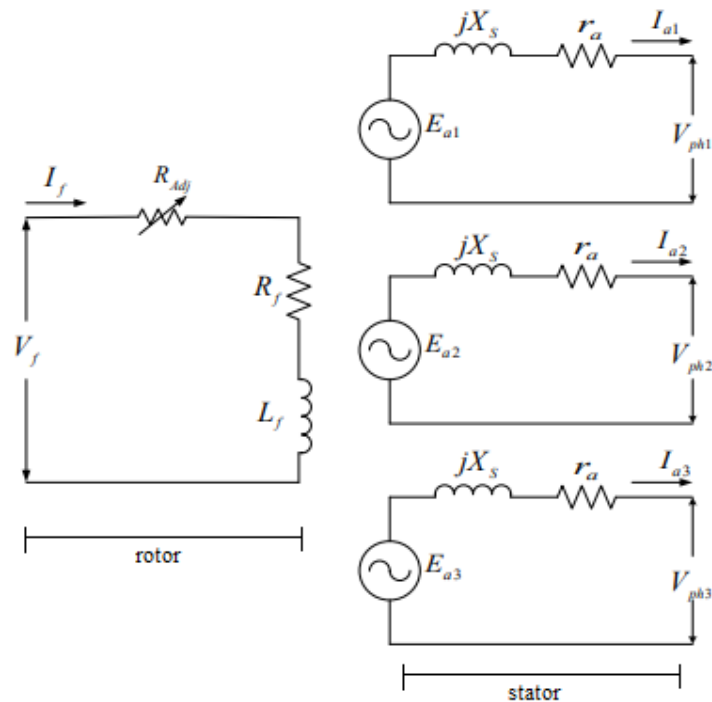 I_f
R_Adj
R_f
V_f
L_f
rotor
jX_s
r_a
I_a1
E_a1
V_ph1
jX_s
r_a
I_a2
E_a2
V_ph2
jX_s
r_a
I_a3
E_a3
V_ph3
stator